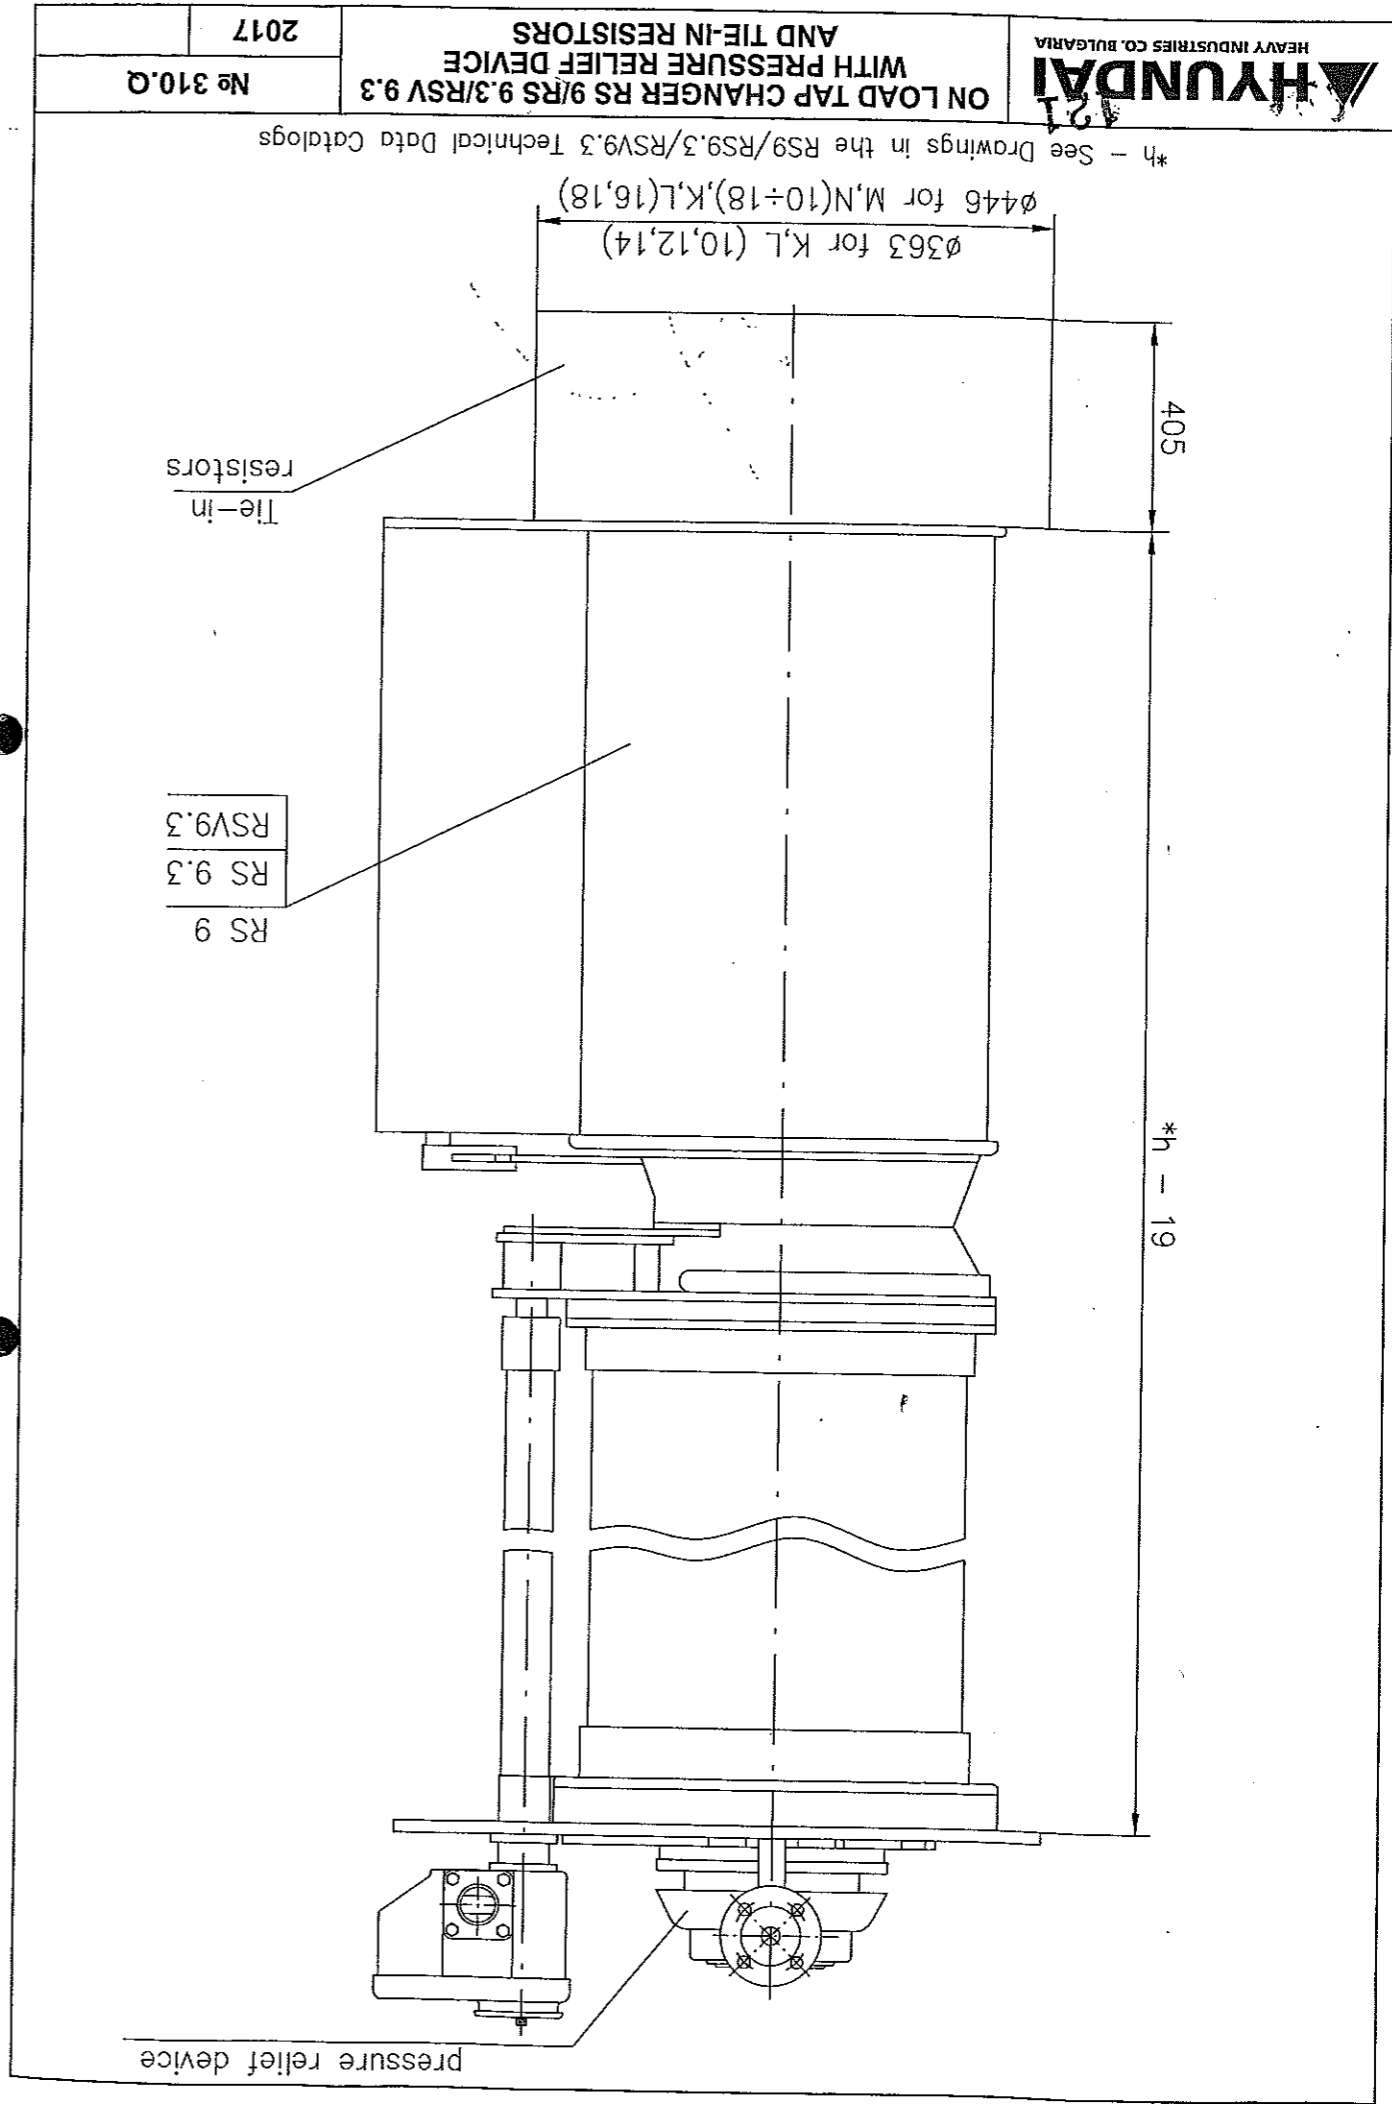 pressure relief device
*h – 19
RS 9
RS 9.3
RSV9.3
Tie–in
resistors
405
ø363 for K,L (10,12,14)
ø446 for M,N(10÷18),K,L(16,18)
*h – See Drawings in the RS9/RS9.3/RSV9.3 Technical Data Catalogs
HYUNDAI
HEAVY INDUSTRIES CO. BULGARIA
ON LOAD TAP CHANGER RS 9/RS 9.3/RSV 9.3
WITH PRESSURE RELIEF DEVICE
AND TIE-IN RESISTORS
№ 310.Q
2017